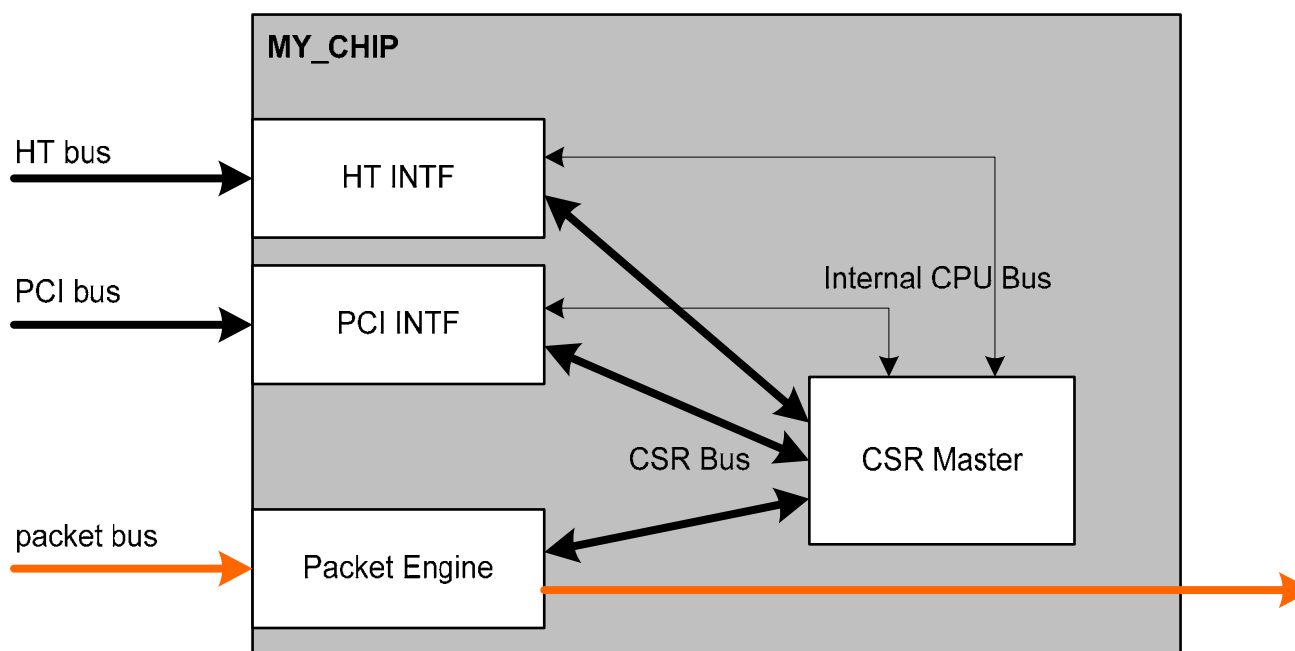 MY_CHIP
HT bus
HT INTF
PCI bus
Internal CPU Bus
PCI INTF
CSR Bus
CSR Master
packet bus
Packet Engine